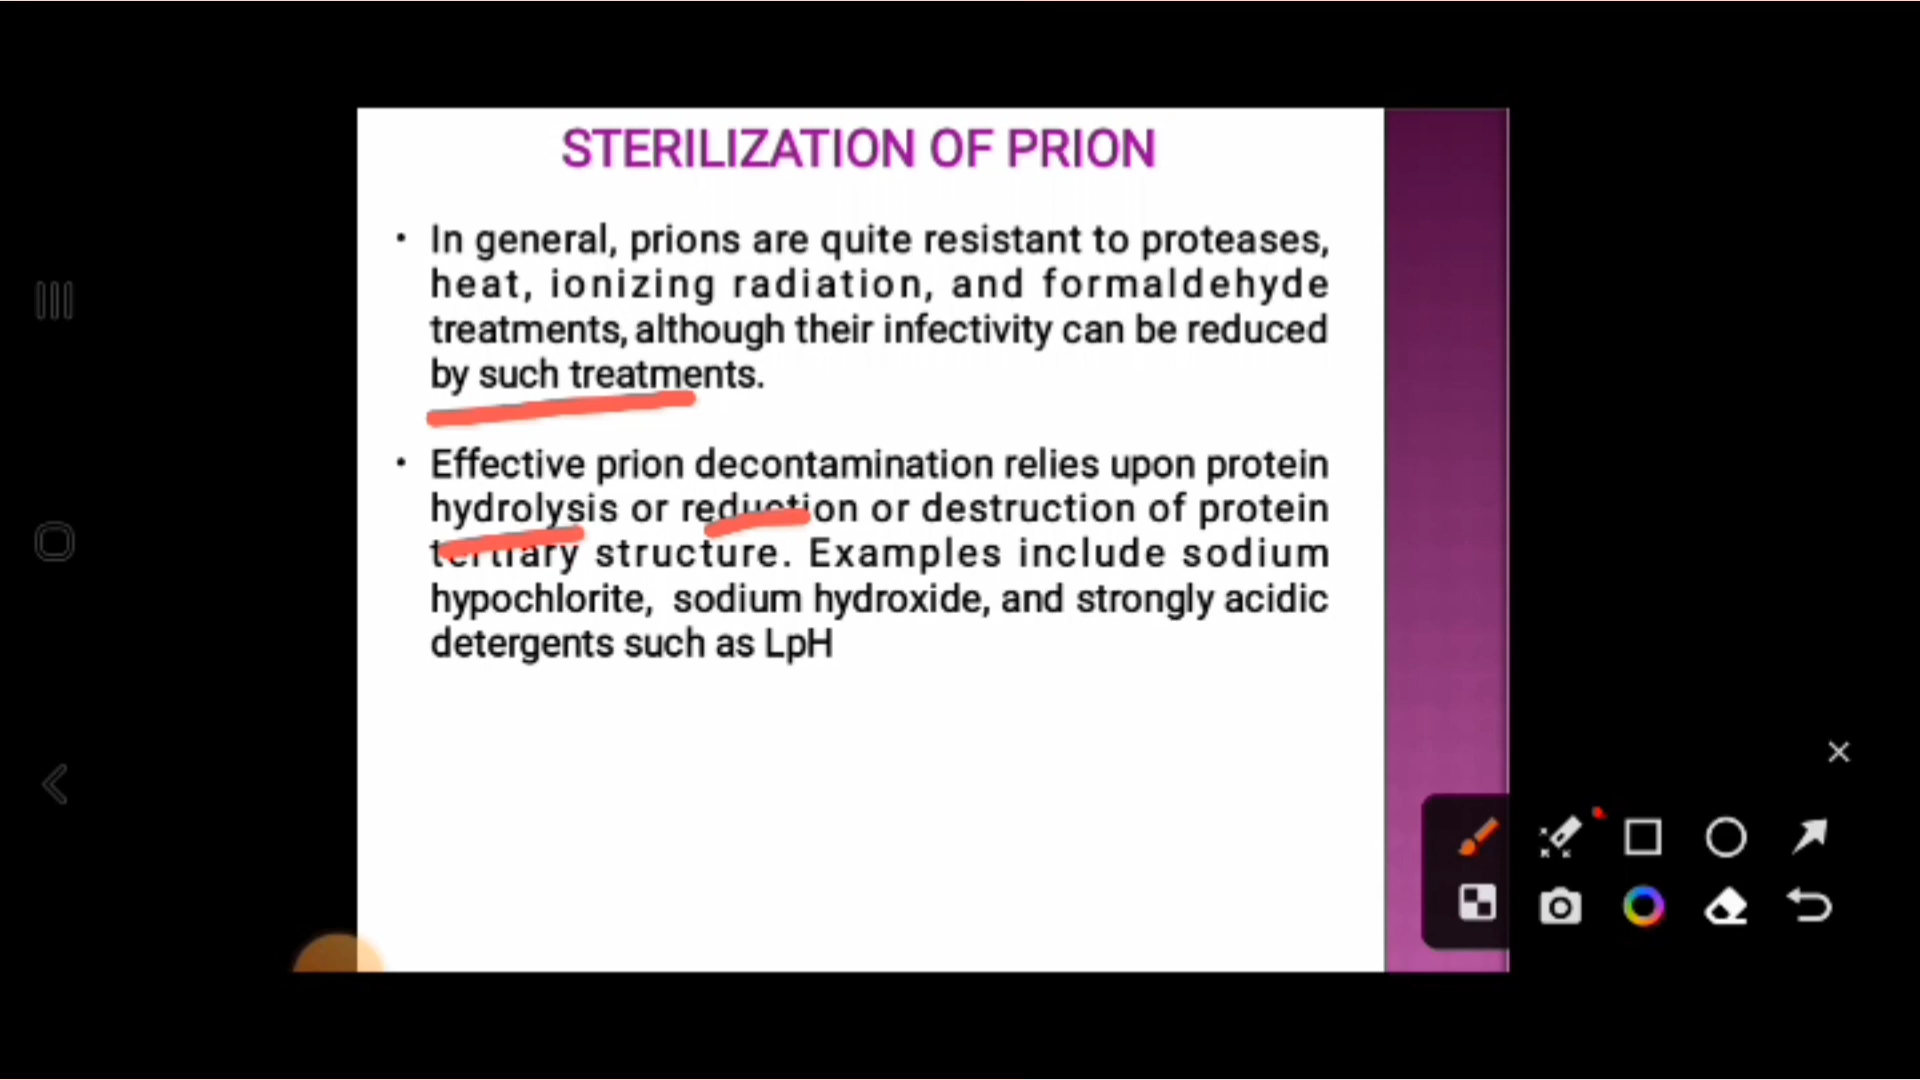 STERILIZATION OF PRION
• In general, prions are quite resistant to proteases,
heat, ionizing radiation, and formaldehyde
treatments, although their infectivity can be reduced
by such treatments.
• Effective prion decontamination relies upon protein
hydrolysis or reduction or destruction of protein
tertiary structure. Examples include sodium
hypochlorite, sodium hydroxide, and strongly acidic
detergents such as LpH